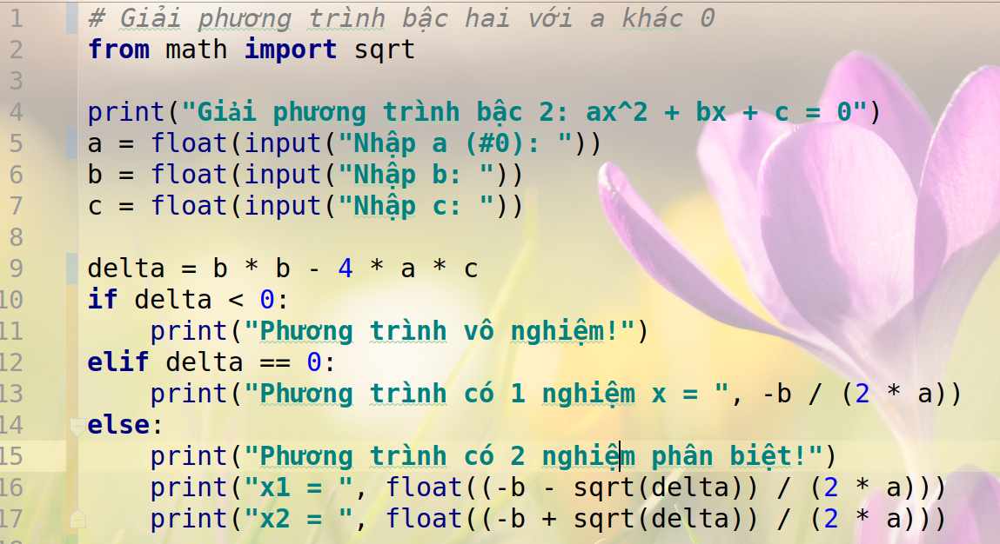 1 # Giải phương trình bậc hai với a khác 0
2 from math import sqrt
3
4 print("Giải phương trình bậc 2: ax^2 + bx + c = 0")
5 a = float(input("Nhập a (#0): "))
6 b = float(input("Nhập b: "))
7 c = float(input("Nhập c: "))
8
9 delta = b * b - 4 * a * c
10 if delta < 0:
11     print("Phương trình vô nghiệm!")
12 elif delta == 0:
13     print("Phương trình có 1 nghiệm x = ", -b / (2 * a))
14 else:
15     print("Phương trình có 2 nghiệm phân biệt!")
16     print("x1 = ", float((-b - sqrt(delta)) / (2 * a)))
17     print("x2 = ", float((-b + sqrt(delta)) / (2 * a)))